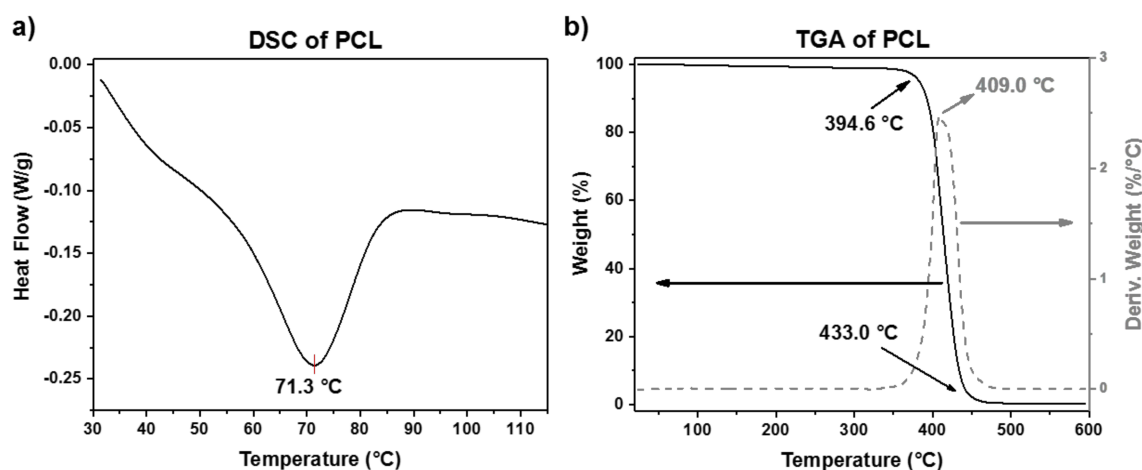 a)
DSC of PCL
0.00
-0.05
-0.10
-0.15
-0.20
-0.25
Heat Flow (W/g)
71.3 °C
30 40 50 60 70 80 90 100 110
Temperature (°C)
b)
TGA of PCL
100
80
60
40
20
0
Weight (%)
394.6 °C
409.0 °C
433.0 °C
3
2
1
0
Deriv. Weight (%/°C)
100 200 300 400 500 600
Temperature (°C)